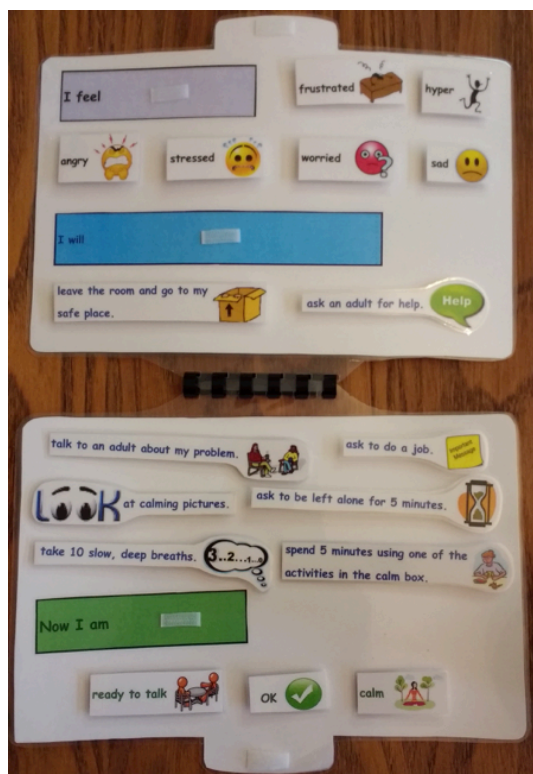 I feel
frustrated
hyper
angry
stressed
worried
sad
I will
leave the room and go to my
safe place.
ask an adult for help.
Help
talk to an adult about my problem.
ask to do a job.
Important
Message
LOOK at calming pictures.
ask to be left alone for 5 minutes.
take 10 slow, deep breaths.
3..2...1...
spend 5 minutes using one of the
activities in the calm box.
Now I am
ready to talk
OK
calm